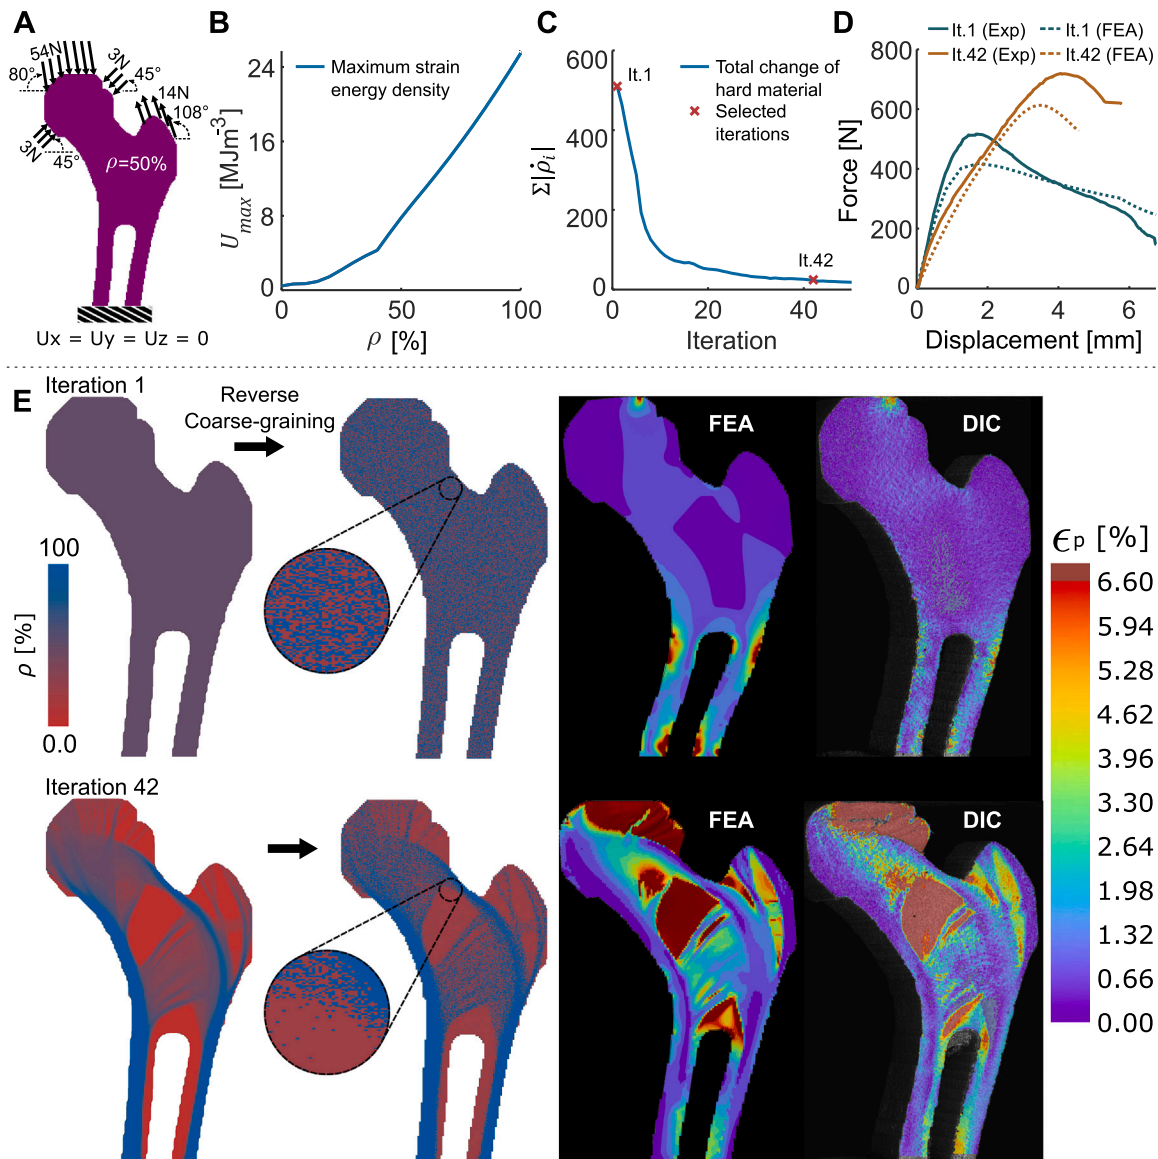 A
54N
3N
80°
45°
14N
108°
3N
45°
ρ=50%
Ux = Uy = Uz = 0
B
24
16
8
0
Maximum strain
energy density
U_max [MJm⁻³]
0
50
100
ρ [%]
C
600
400
200
0
It.1
Total change of
hard material
Selected
iterations
It.42
Σ|ρ̇ᵢ|
0
20
40
Iteration
D
It.1 (Exp)
It.1 (FEA)
It.42 (Exp)
It.42 (FEA)
800
600
400
200
0
Force [N]
0
2
4
6
Displacement [mm]
E
Iteration 1
Reverse
Coarse-graining
FEA
DIC
100
ρ [%]
0.0
Iteration 42
FEA
DIC
ϵp [%]
6.60
5.94
5.28
4.62
3.96
3.30
2.64
1.98
1.32
0.66
0.00